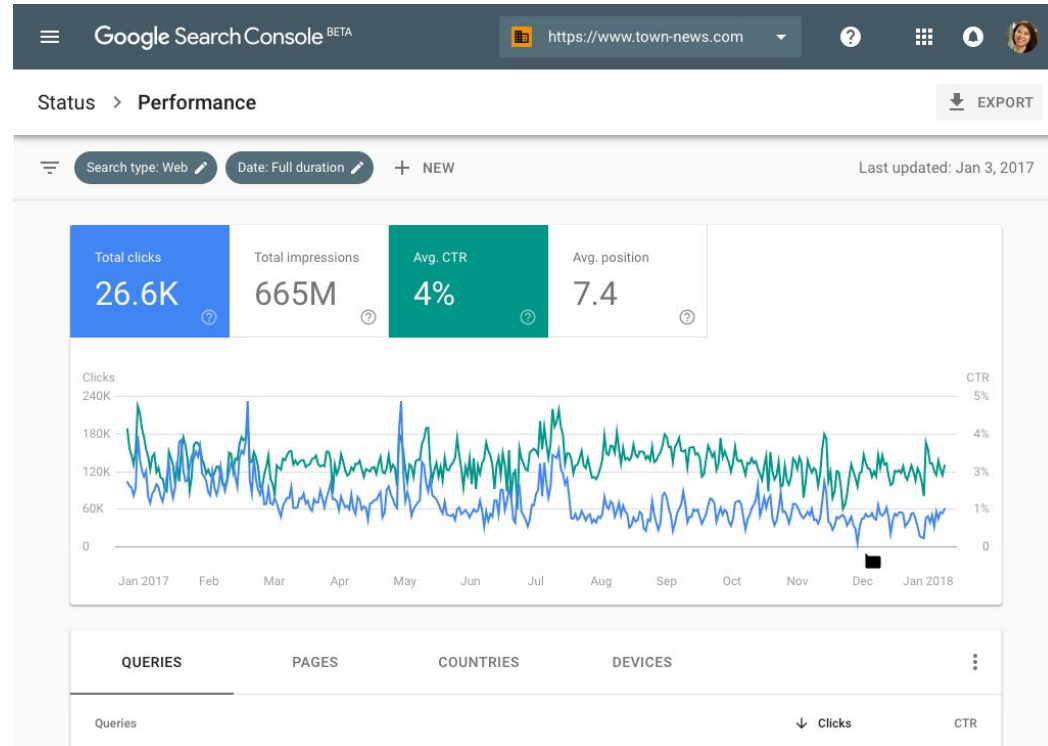 Google Search Console BETA
https://www.town-news.com
Status > Performance
EXPORT
Search type: Web
Date: Full duration
+ NEW
Last updated: Jan 3, 2017
Total clicks
26.6K
Total impressions
665M
Avg. CTR
4%
Avg. position
7.4
Clicks
CTR
240K
5%
180K
4%
120K
3%
60K
1%
0
0
Jan 2017 Feb Mar Apr May Jun Jul Aug Sep Oct Nov Dec Jan 2018
QUERIES PAGES COUNTRIES DEVICES
Queries Clicks CTR